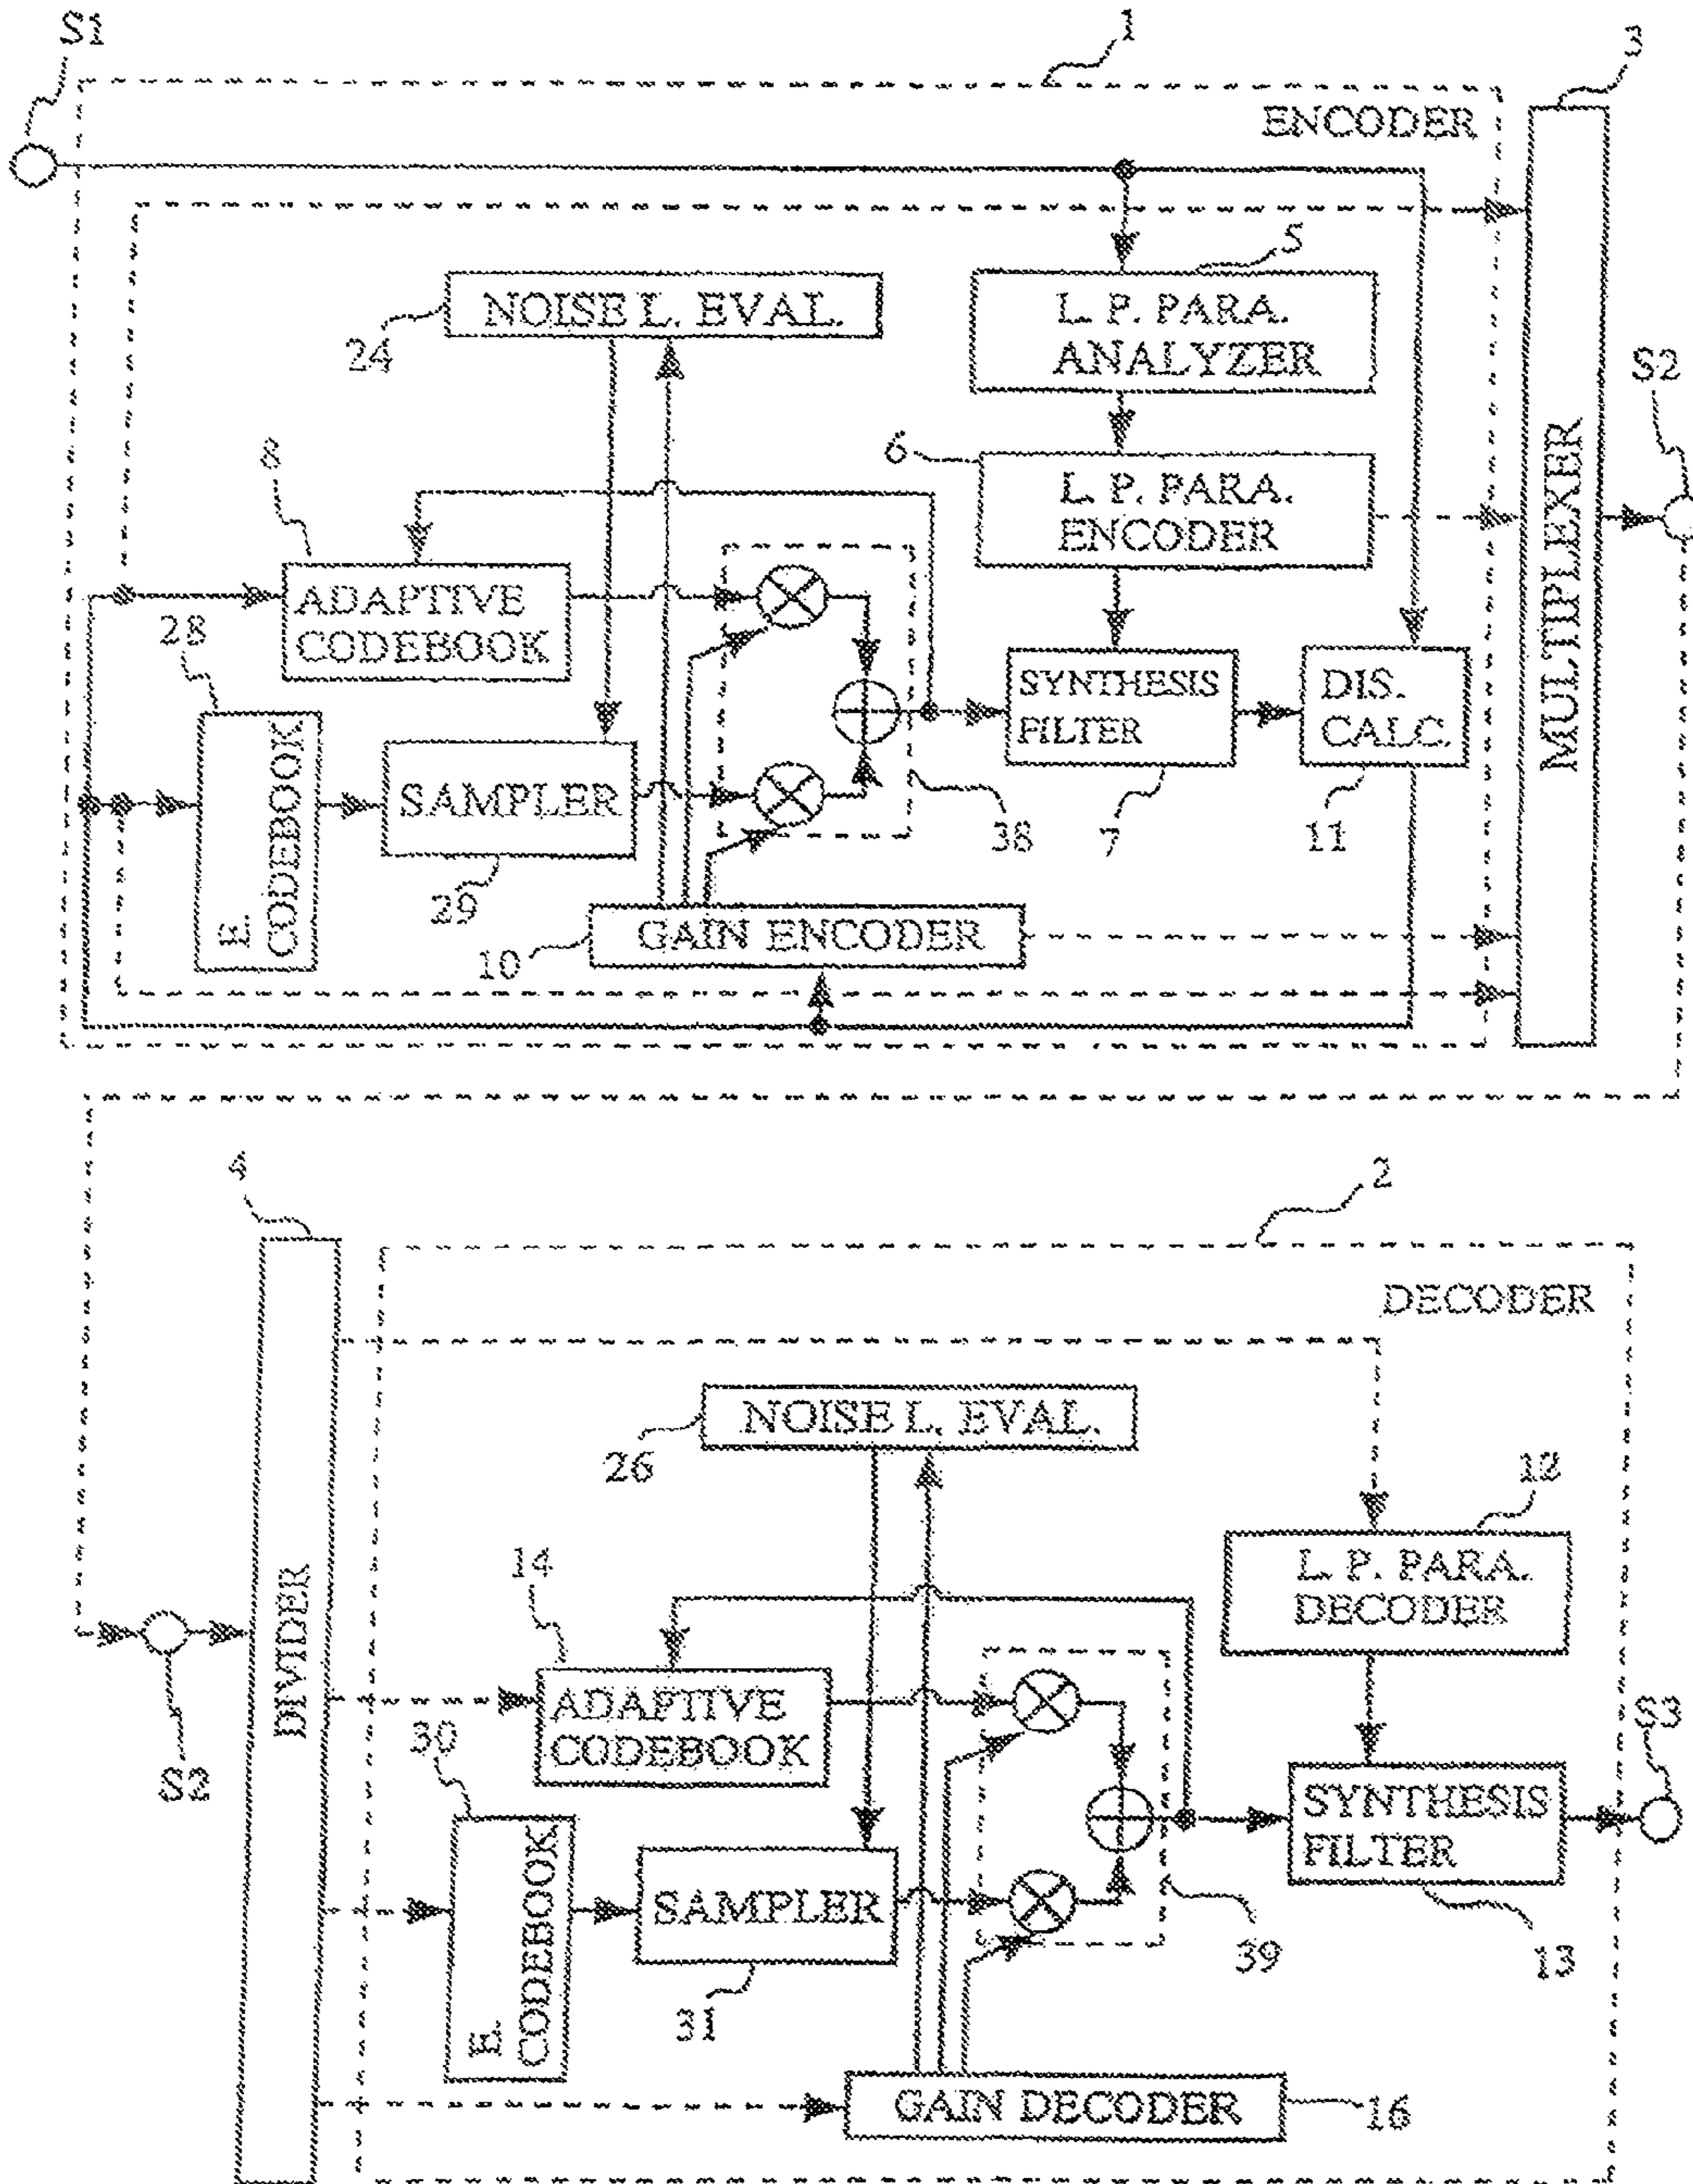 S1
1
3
ENCODER
5
NOISE L. EVAL.
24
L. P. PARA.
ANALYZER
S2
8
6
L. P. PARA.
ENCODER
MULTIPLEXER
ADAPTIVE
CODEBOOK
28
SYNTHESIS
FILTER
DIS.
CALC.
E.
CODEBOOK
SAMPLER
38
7
11
29
GAIN ENCODER
10
4
2
DECODER
NOISE L. EVAL.
26
12
14
L. P. PARA.
DECODER
DIVIDER
ADAPTIVE
CODEBOOK
30
S3
S2
SYNTHESIS
FILTER
E.
CODEBOOK
SAMPLER
39
13
31
GAIN DECODER
16